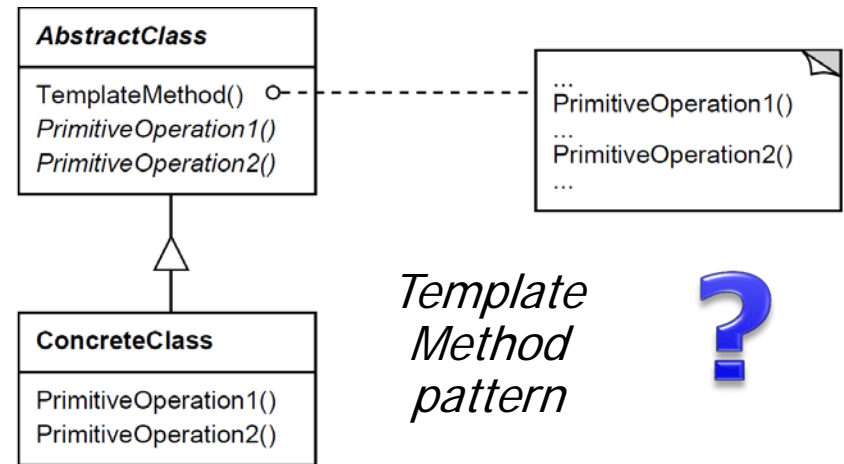 AbstractClass
TemplateMethod()
PrimitiveOperation1()
PrimitiveOperation2()
...
PrimitiveOperation1()
...
PrimitiveOperation2()
...
Template
Method
pattern
?
ConcreteClass
PrimitiveOperation1()
PrimitiveOperation2()